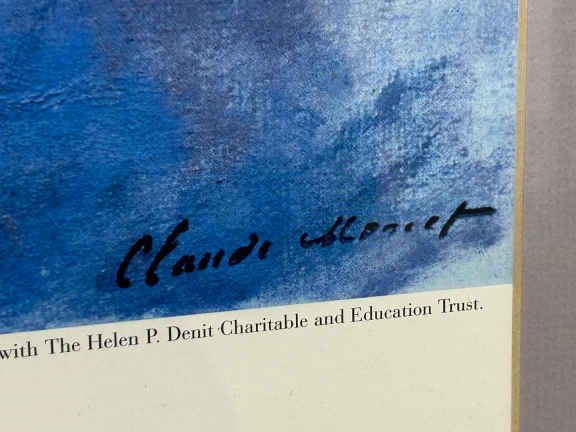 Claude Monet
with The Helen P. Denit Charitable and Education Trust.